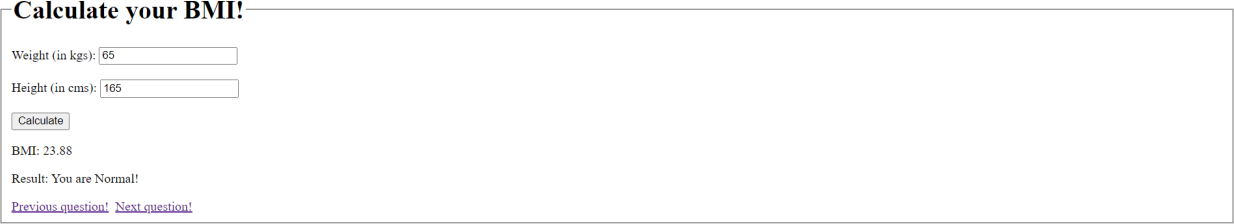 Calculate your BMI!
Weight (in kgs): 65
Height (in cms): 165
Calculate
BMI: 23.88
Result: You are Normal!
Previous question! Next question!